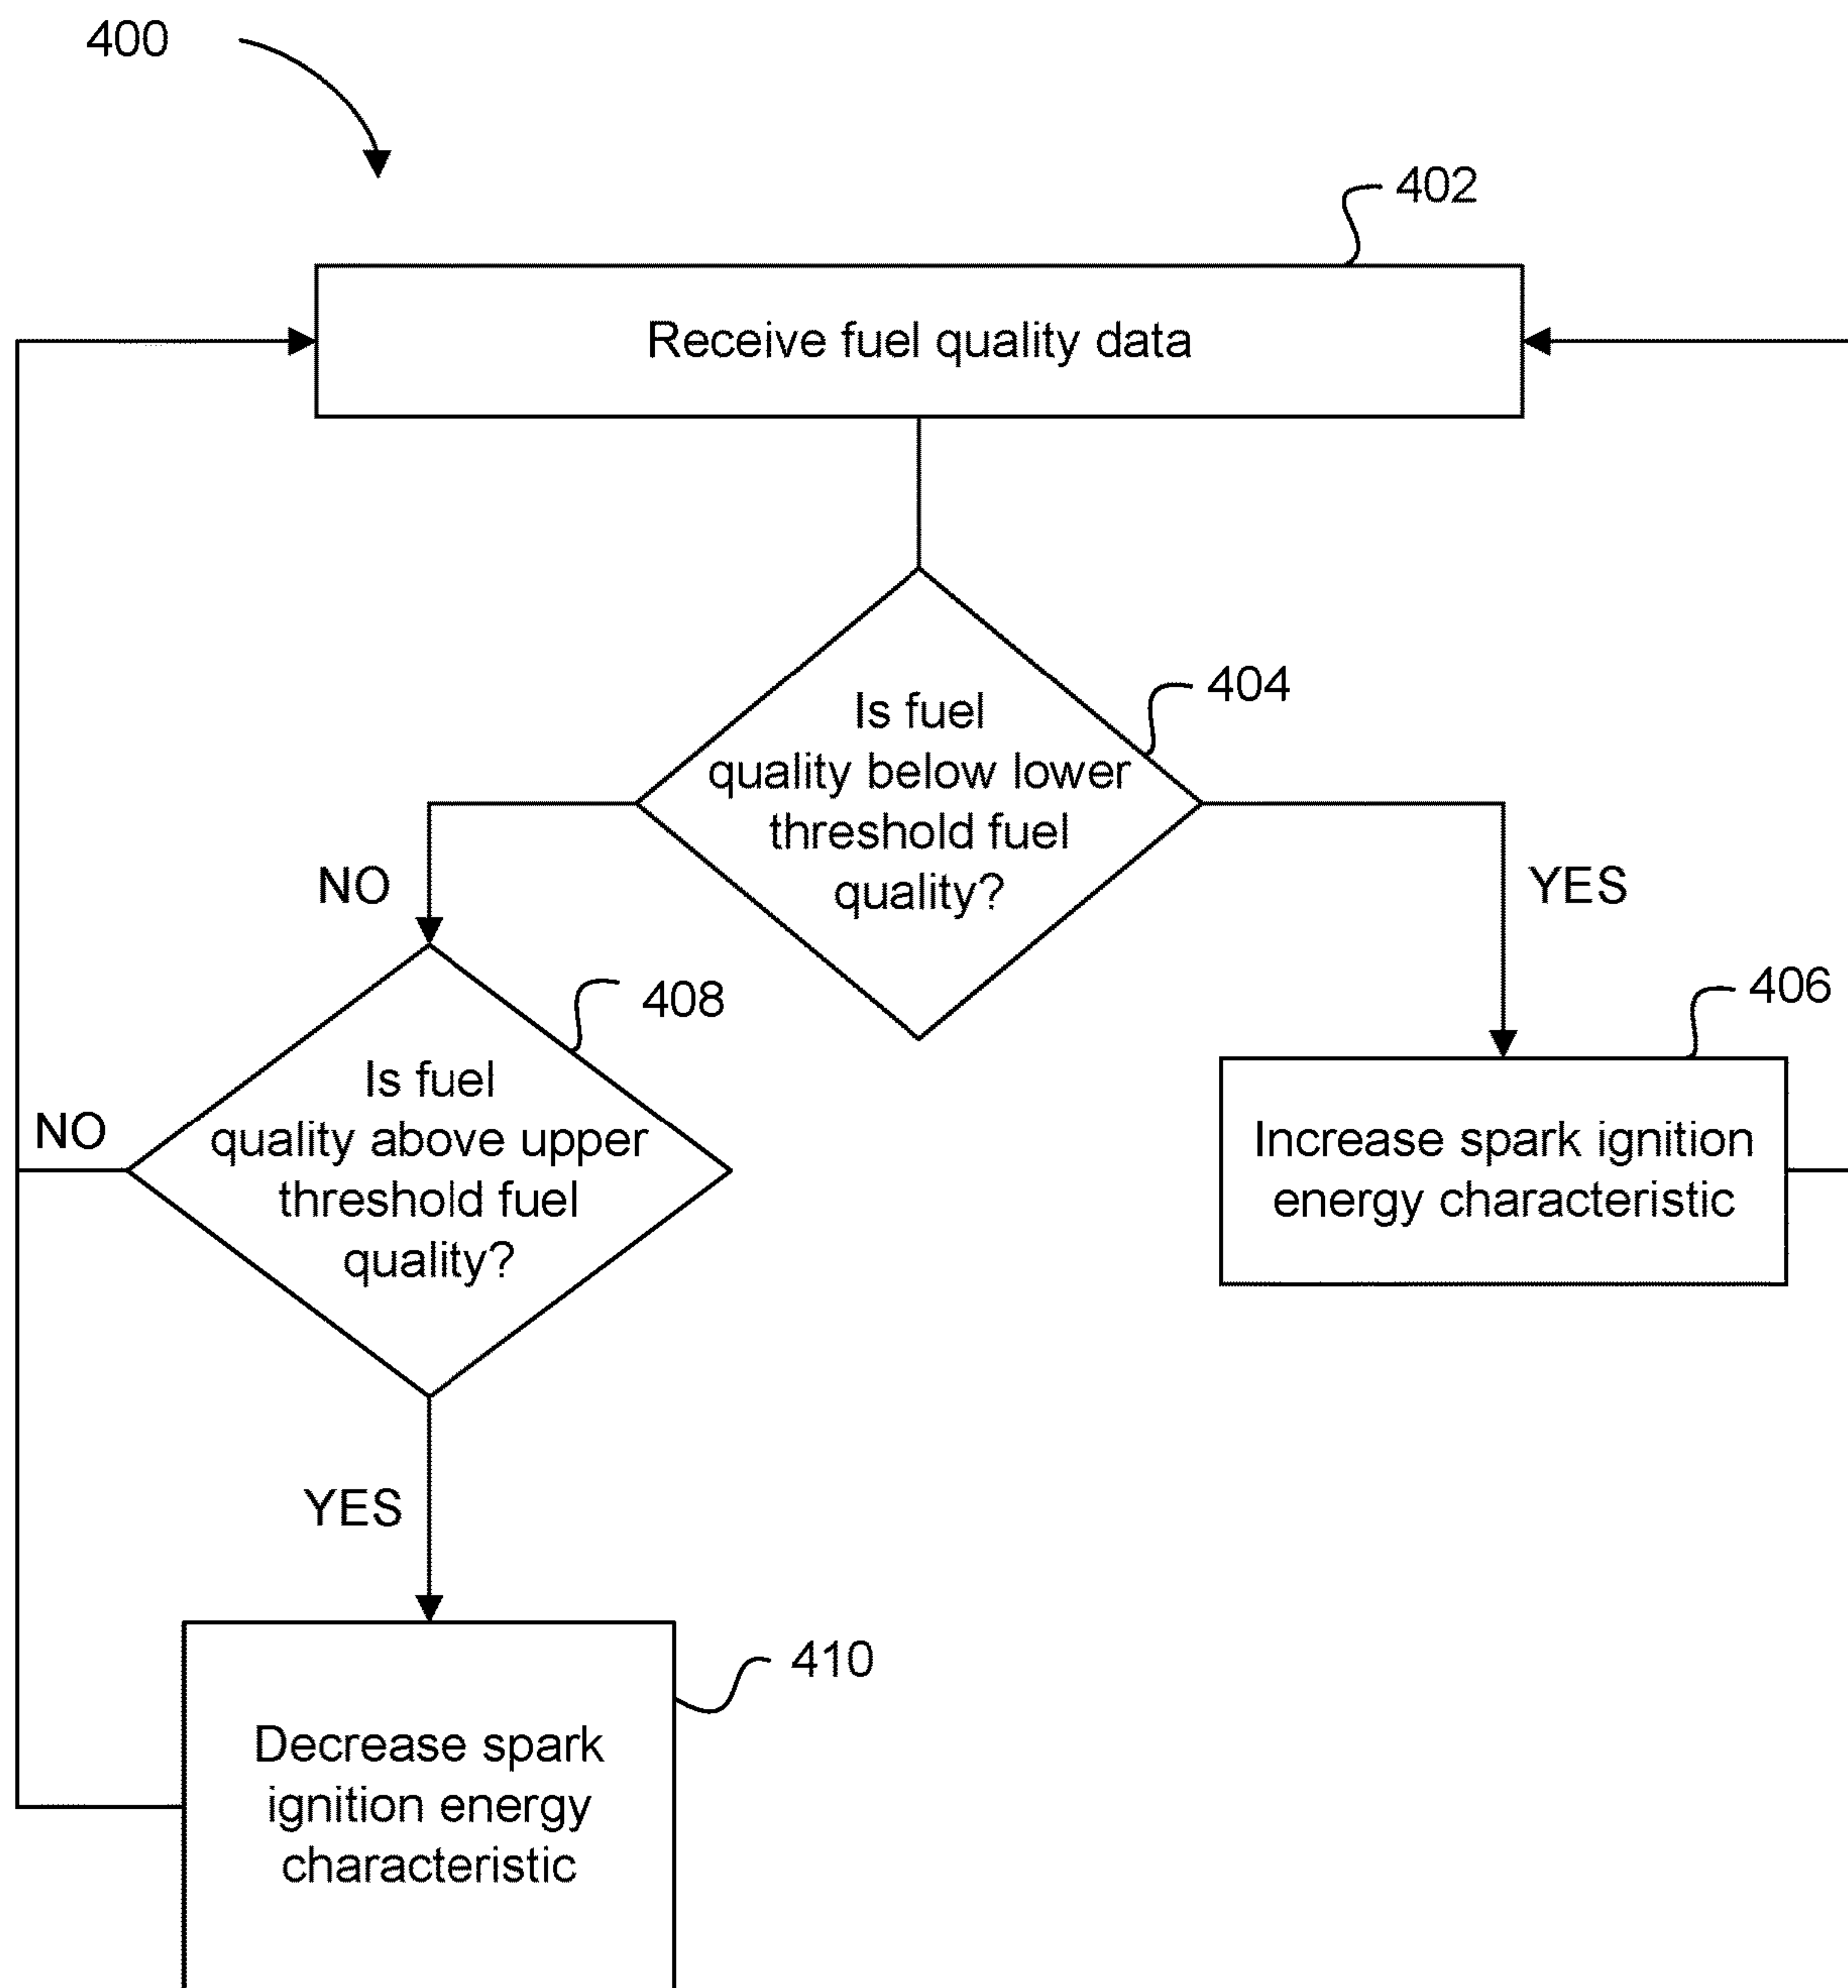 400
402
Receive fuel quality data
404
Is fuel
quality below lower
threshold fuel
quality?
NO
YES
408
406
Is fuel
quality above upper
threshold fuel
quality?
NO
Increase spark ignition
energy characteristic
YES
410
Decrease spark
ignition energy
characteristic